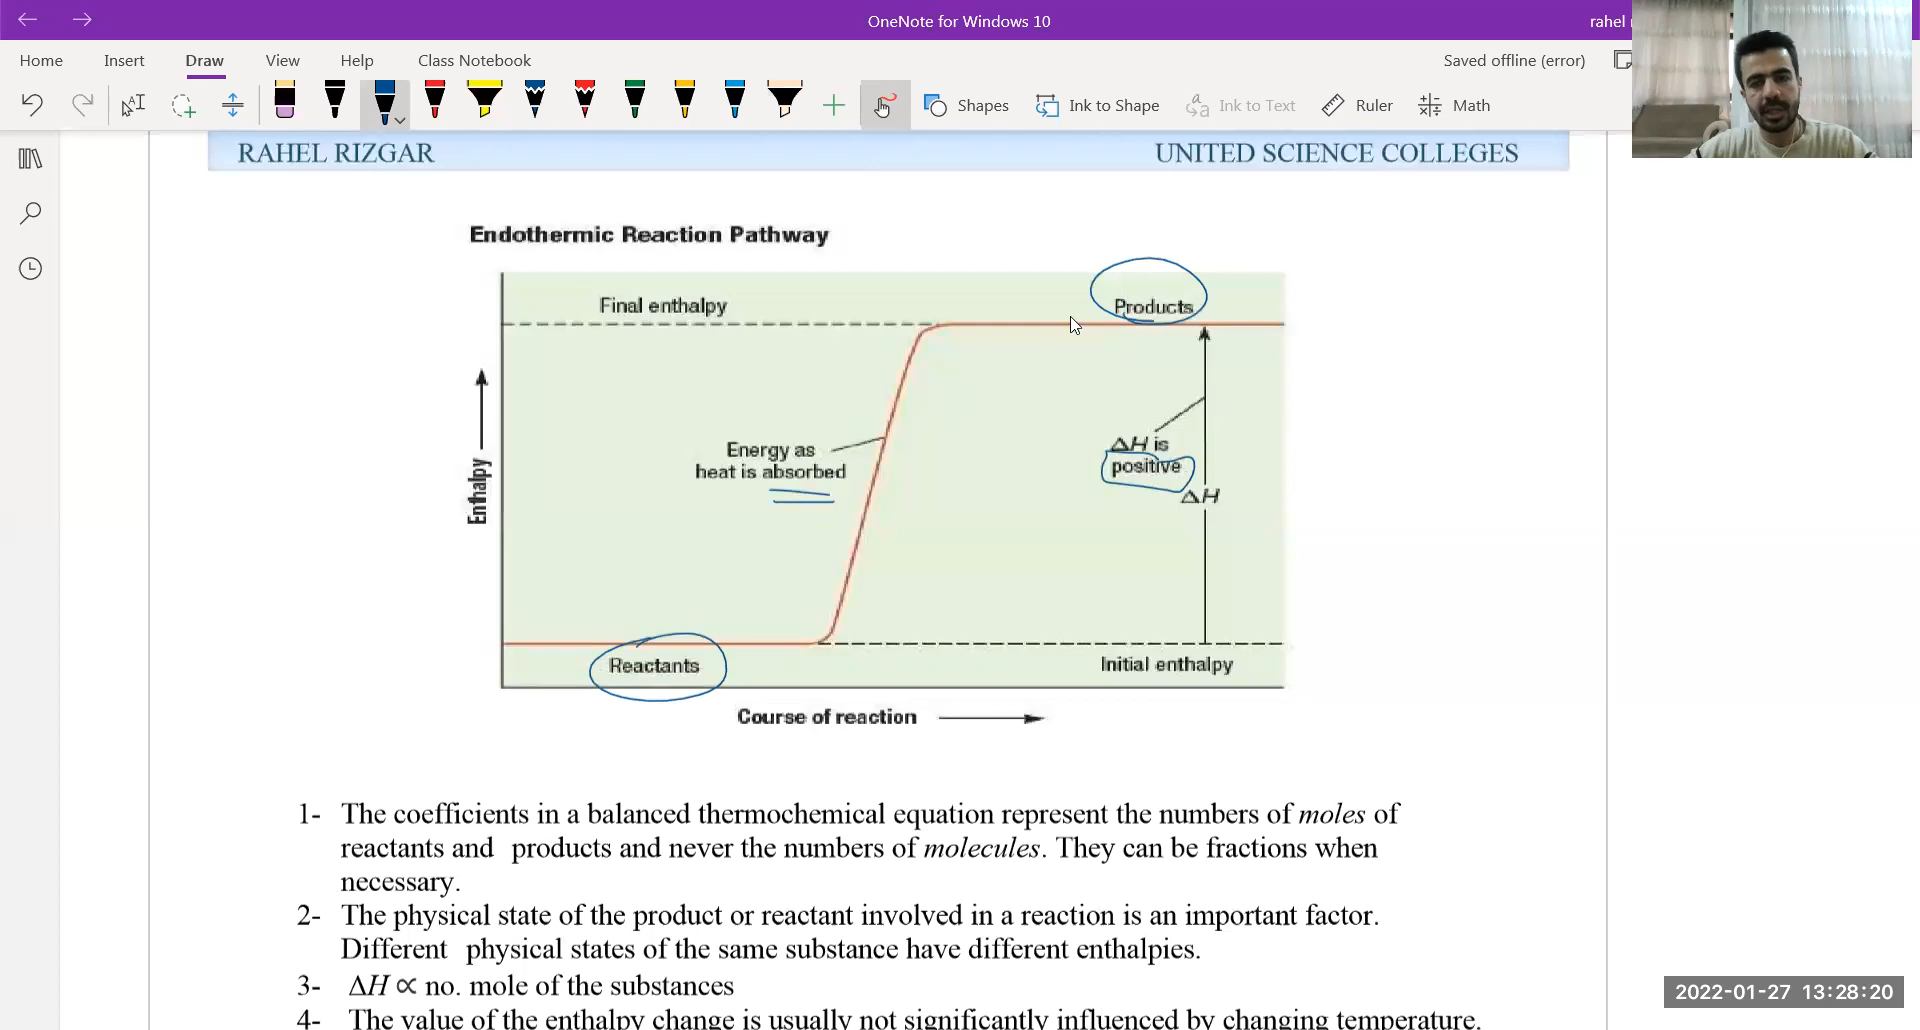 OneNote for Windows 10
rahel
Home Insert Draw View Help Class Notebook
Saved offline (error)
Shapes Ink to Shape Ink to Text Ruler Math
RAHEL RIZGAR UNITED SCIENCE COLLEGES
Endothermic Reaction Pathway
Final enthalpy
Products
Energy as
heat is absorbed
ΔH is
positive
ΔH
Enthalpy
Reactants
Initial enthalpy
Course of reaction
1- The coefficients in a balanced thermochemical equation represent the numbers of moles of
reactants and products and never the numbers of molecules. They can be fractions when
necessary.
2- The physical state of the product or reactant involved in a reaction is an important factor.
Different physical states of the same substance have different enthalpies.
3- ΔH ∝ no. mole of the substances
4- The value of the enthalpy change is usually not significantly influenced by changing temperature.
2022-01-27 13:28:20